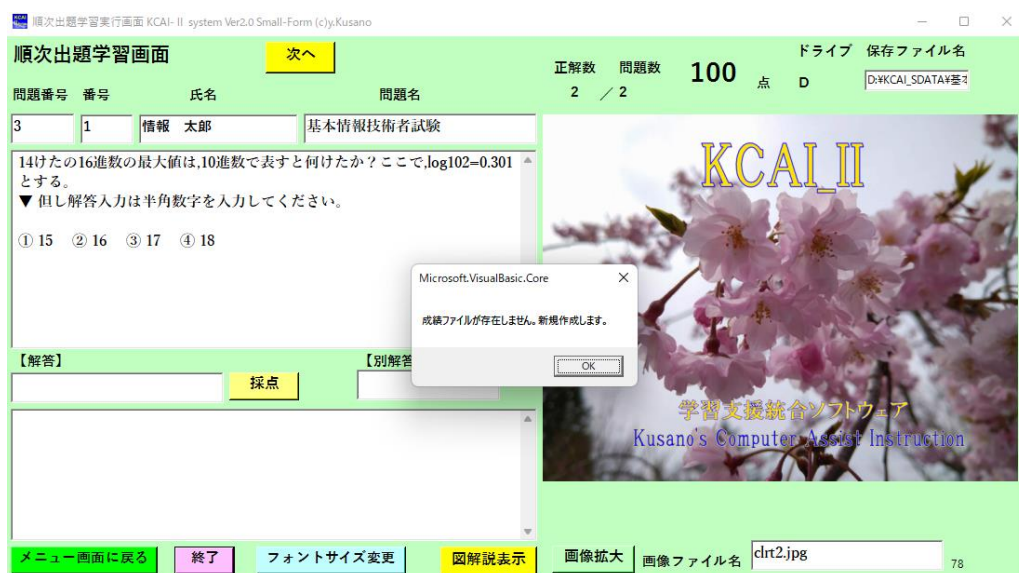 順次出題学習実行画面 KCAI-Ⅱ system Ver2.0 Small-Form (c)y.Kusano
順次出題学習画面
次へ
正解数 問題数
2 ／ 2
100 点
ドライブ 保存ファイル名
D
D:¥KCAI_SDATA¥基本
問題番号 番号 氏名 問題名
3 1 情報 太郎 基本情報技術者試験
14けたの16進数の最大値は,10進数で表すと何けたか？ここで,log102=0.301
とする。
▼ 但し解答入力は半角数字を入力してください。
① 15 ② 16 ③ 17 ④ 18
KCAI_II
Microsoft.VisualBasic.Core
成績ファイルが存在しません。新規作成します。
OK
【解答】 【別解答
採点
学習支援統合ソフトウェア
Kusano's Computer Assist Instruction
メニュー画面に戻る 終了 フォントサイズ変更 図解説表示 画像拡大 画像ファイル名 clrt2.jpg 78